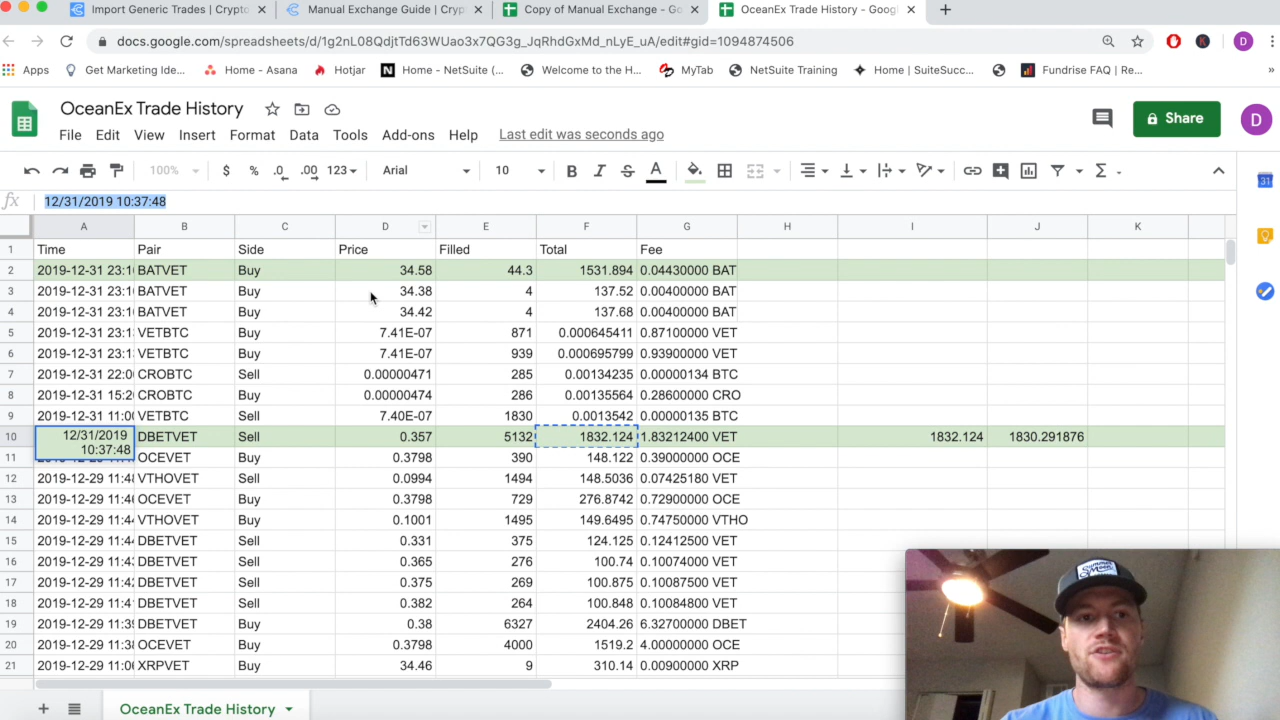 Import Generic Trades | Crypto
Manual Exchange Guide | Cryp
Copy of Manual Exchange - Go
OceanEx Trade History - Googl
docs.google.com/spreadsheets/d/1g2nL08QdjtTd63WUao3x7OG3g_JqRhdGxMd_nLyE_uA/edit#gid=1094874506
D
Apps
Get Marketing Ide...
Home - Asana
Hotjar
Home - NetSuite (...
Welcome to the H...
MyTab
NetSuite Training
Home | SuiteSucc...
Fundrise FAQ | Re...
»
OceanEx Trade History
File Edit View Insert Format Data Tools Add-ons Help Last edit was seconds ago
Share
D
100% $ % .0 .00 123 Arial 10 B I S A
fx 12/31/2019 10:37:48
31
A B C D E F G H I J K
1 Time Pair Side Price Filled Total Fee
2 2019-12-31 23:1 BATVET Buy 34.58 44.3 1531.894 0.04430000 BAT
3 2019-12-31 23:1 BATVET Buy 34.38 4 137.52 0.00400000 BAT
4 2019-12-31 23:1 BATVET Buy 34.42 4 137.68 0.00400000 BAT
5 2019-12-31 23:1 VETBTC Buy 7.41E-07 871 0.000645411 0.87100000 VET
6 2019-12-31 23:1 VETBTC Buy 7.41E-07 939 0.000695799 0.93900000 VET
7 2019-12-31 22:0 CROBTC Sell 0.00000471 285 0.00134235 0.00000134 BTC
8 2019-12-31 15:2 CROBTC Buy 0.00000474 286 0.00135564 0.28600000 CRO
9 2019-12-31 11:0 VETBTC Sell 7.40E-07 1830 0.0013542 0.00000135 BTC
10 12/31/2019 10:37:48 DBETVET Sell 0.357 5132 1832.124 1.83212400 VET 1832.124 1830.291876
11 OCEVET Buy 0.3798 390 148.122 0.39000000 OCE
12 2019-12-29 11:4 VTHOVET Sell 0.0994 1494 148.5036 0.07425180 VET
13 2019-12-29 11:4 OCEVET Buy 0.3798 729 276.8742 0.72900000 OCE
14 2019-12-29 11:4 VTHOVET Buy 0.1001 1495 149.6495 0.74750000 VTHO
15 2019-12-29 11:4 DBETVET Sell 0.331 375 124.125 0.12412500 VET
16 2019-12-29 11:4 DBETVET Sell 0.365 276 100.74 0.10074000 VET
17 2019-12-29 11:4 DBETVET Sell 0.375 269 100.875 0.10087500 VET
18 2019-12-29 11:4 DBETVET Sell 0.382 264 100.848 0.10084800 VET
19 2019-12-29 11:3 DBETVET Buy 0.38 6327 2404.26 6.32700000 DBET
20 2019-12-29 11:3 OCEVET Buy 0.3798 4000 1519.2 4.00000000 OCE
21 2019-12-29 11:0 XRPVET Buy 34.46 9 310.14 0.00900000 XRP
OceanEx Trade History